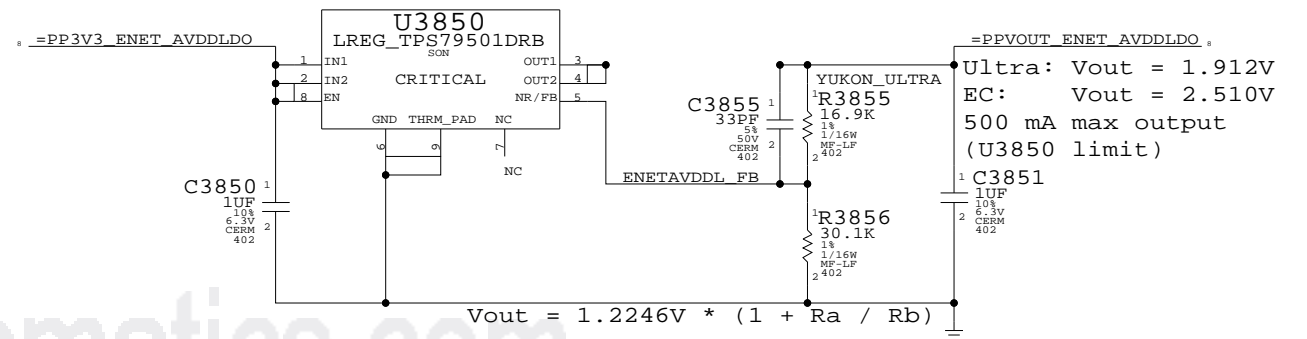 U3850
8 =PP3V3_ENET_AVDDLDO
LREG_TPS79501DRB
SON
=PPVOUT_ENET_AVDDLDO 8
1 IN1
OUT1 3
2 IN2
CRITICAL
OUT2 4
8 EN
NR/FB 5
GND THRM_PAD NC
6 9 7
NC
YUKON_ULTRA
Ultra: Vout = 1.912V
EC: Vout = 2.510V
500 mA max output
(U3850 limit)
C3855 1
33PF
5%
50V
CERM 2
402
1 R3855
16.9K
1%
1/16W
MF-LF
2 402
ENETAVDDL_FB
C3850 1
1UF
10%
6.3V 2
CERM
402
1 R3856
30.1K
1%
1/16W
MF-LF
2 402
1 C3851
1UF
10%
2 6.3V
CERM
402
Vout = 1.2246V * (1 + Ra / Rb)
ematics.com